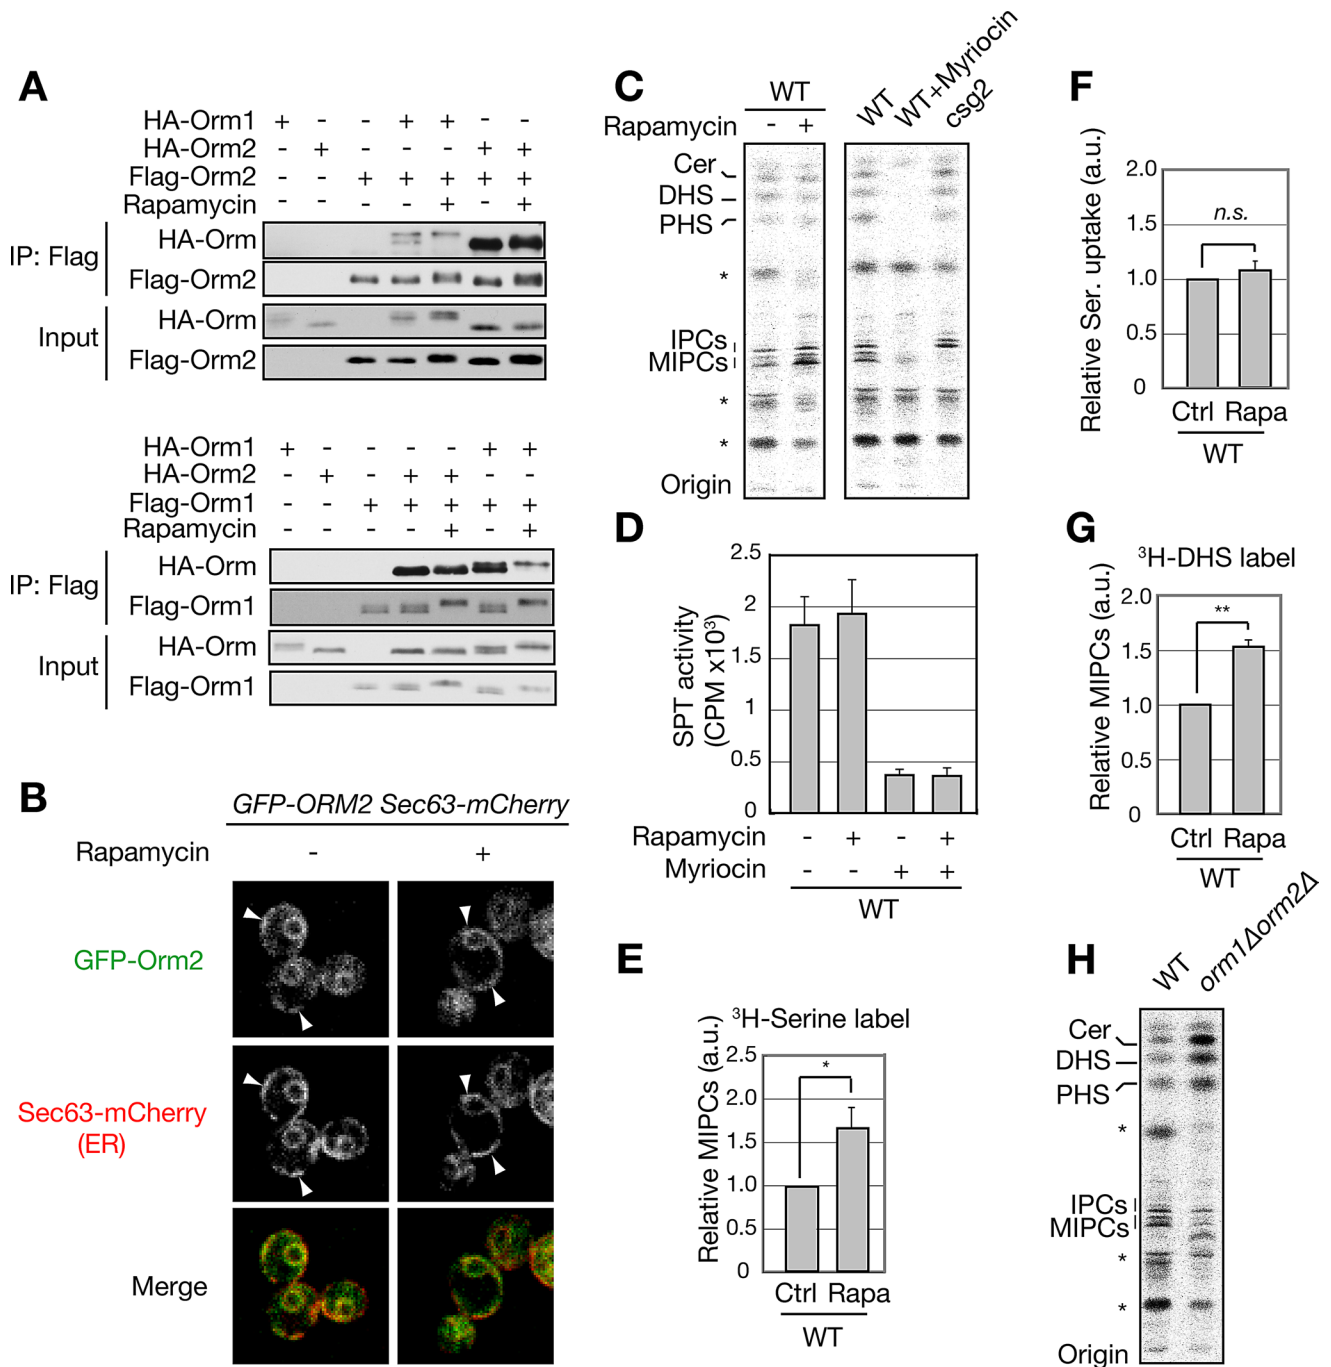 A
HA-Orm1 + - - + + - -
HA-Orm2 - + - - - + +
Flag-Orm2 - - + + + + +
Rapamycin - - - - + - +
IP: Flag
HA-Orm
Flag-Orm2
Input
HA-Orm
Flag-Orm2
HA-Orm1 + - - - - + +
HA-Orm2 - + - + + - -
Flag-Orm1 - - + + + + +
Rapamycin - - - - + - +
IP: Flag
HA-Orm
Flag-Orm1
Input
HA-Orm
Flag-Orm1
B
GFP-ORM2 Sec63-mCherry
Rapamycin - +
GFP-Orm2
Sec63-mCherry
(ER)
Merge
C
WT
Rapamycin - +
WT
WT+Myriocin
csg2
Cer
DHS
PHS
*
IPCs
MIPCs
*
*
Origin
D
SPT activity
(CPM x10³)
2.5
2
1.5
1
0.5
0
Rapamycin - + - +
Myriocin - - + +
WT
E
³H-Serine label
Relative MIPCs (a.u.)
2.5
2.0
1.5
1.0
0.5
0
*
Ctrl Rapa
WT
F
Relative Ser. uptake (a.u.)
2.0
1.5
1.0
0.5
0
n.s.
Ctrl Rapa
WT
G
³H-DHS label
Relative MIPCs (a.u.)
2.0
1.5
1.0
0.5
0
**
Ctrl Rapa
WT
H
WT
orm1Δorm2Δ
Cer
DHS
PHS
*
IPCs
MIPCs
*
*
Origin